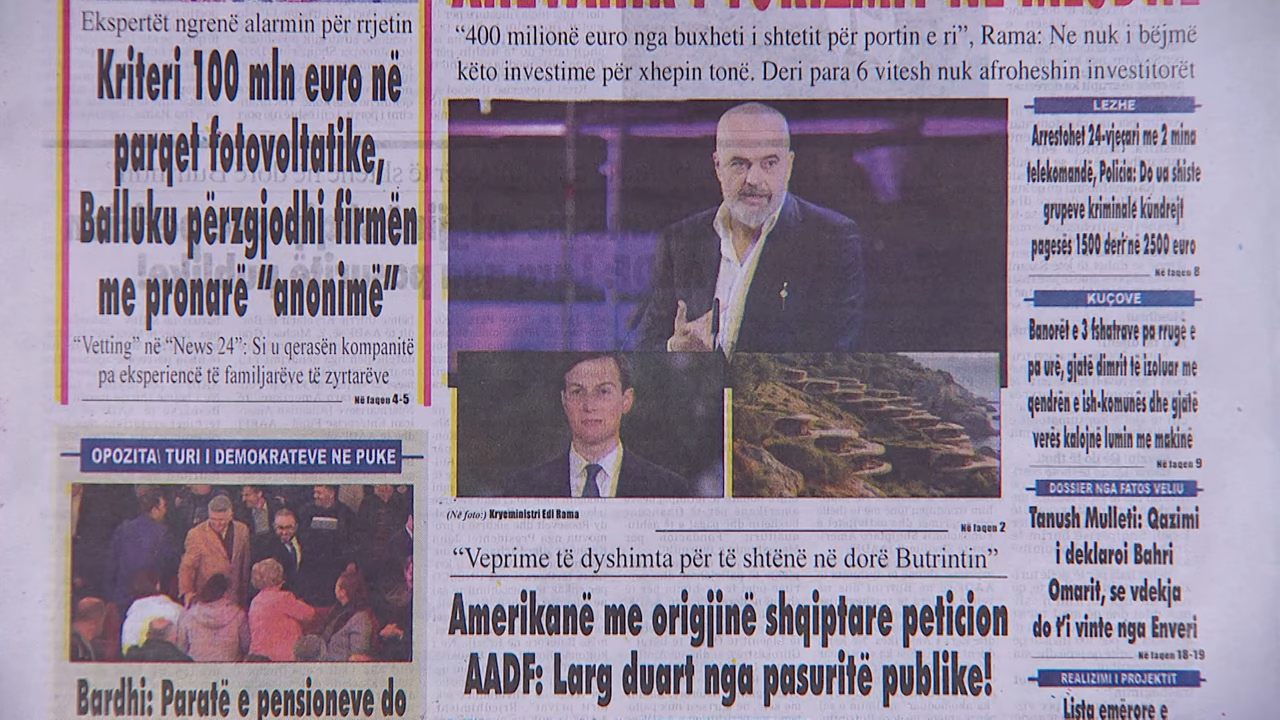 Ekspertët ngrenë alarmin për rrjetin
Kriteri 100 mln euro në
parqet fotovoltatike,
Balluku përzgjodhi firmën
me pronarë "anonimë"
"Vetting" në "News 24": Si u qerasën kompanitë
pa eksperiencë të familjarëve të zyrtarëve
Në faqen 4-5
OPOZITA\ TURI I DEMOKRATEVE NE PUKE
Bardhi: Paratë e pensioneve do
"400 milionë euro nga buxheti i shtetit për portin e ri", Rama: Ne nuk i bëjmë
këto investime për xhepin tonë. Deri para 6 vitesh nuk afroheshin investitorët
(Në foto:) Kryeministri Edi Rama
Në faqen 2
"Veprime të dyshimta për të shtënë në dorë Butrintin"
Amerikanë me origjinë shqiptare peticion
AADF: Larg duart nga pasuritë publike!
LEZHE
Arrestohet 24-vjeçari me 2 mina
telekomandë, Policia: Do ua shiste
grupeve kriminale kundrejt
pagesës 1500 deri në 2500 euro
Në faqen 8
KUÇOVE
Banorët e 3 fshatrave pa rrugë e
pa urë, gjatë dimrit të izoluar me
qendrën e ish-komunës dhe gjatë
verës kalojnë lumin me makinë
Në faqen 9
DOSSIER NGA FATOS VELIU
Tanush Mulleti: Qazimi
i deklaroi Bahri
Omarit, se vdekja
do t'i vinte nga Enveri
Në faqen 18-19
REALIZIMI I PROJEKTIT
Lista emërore e